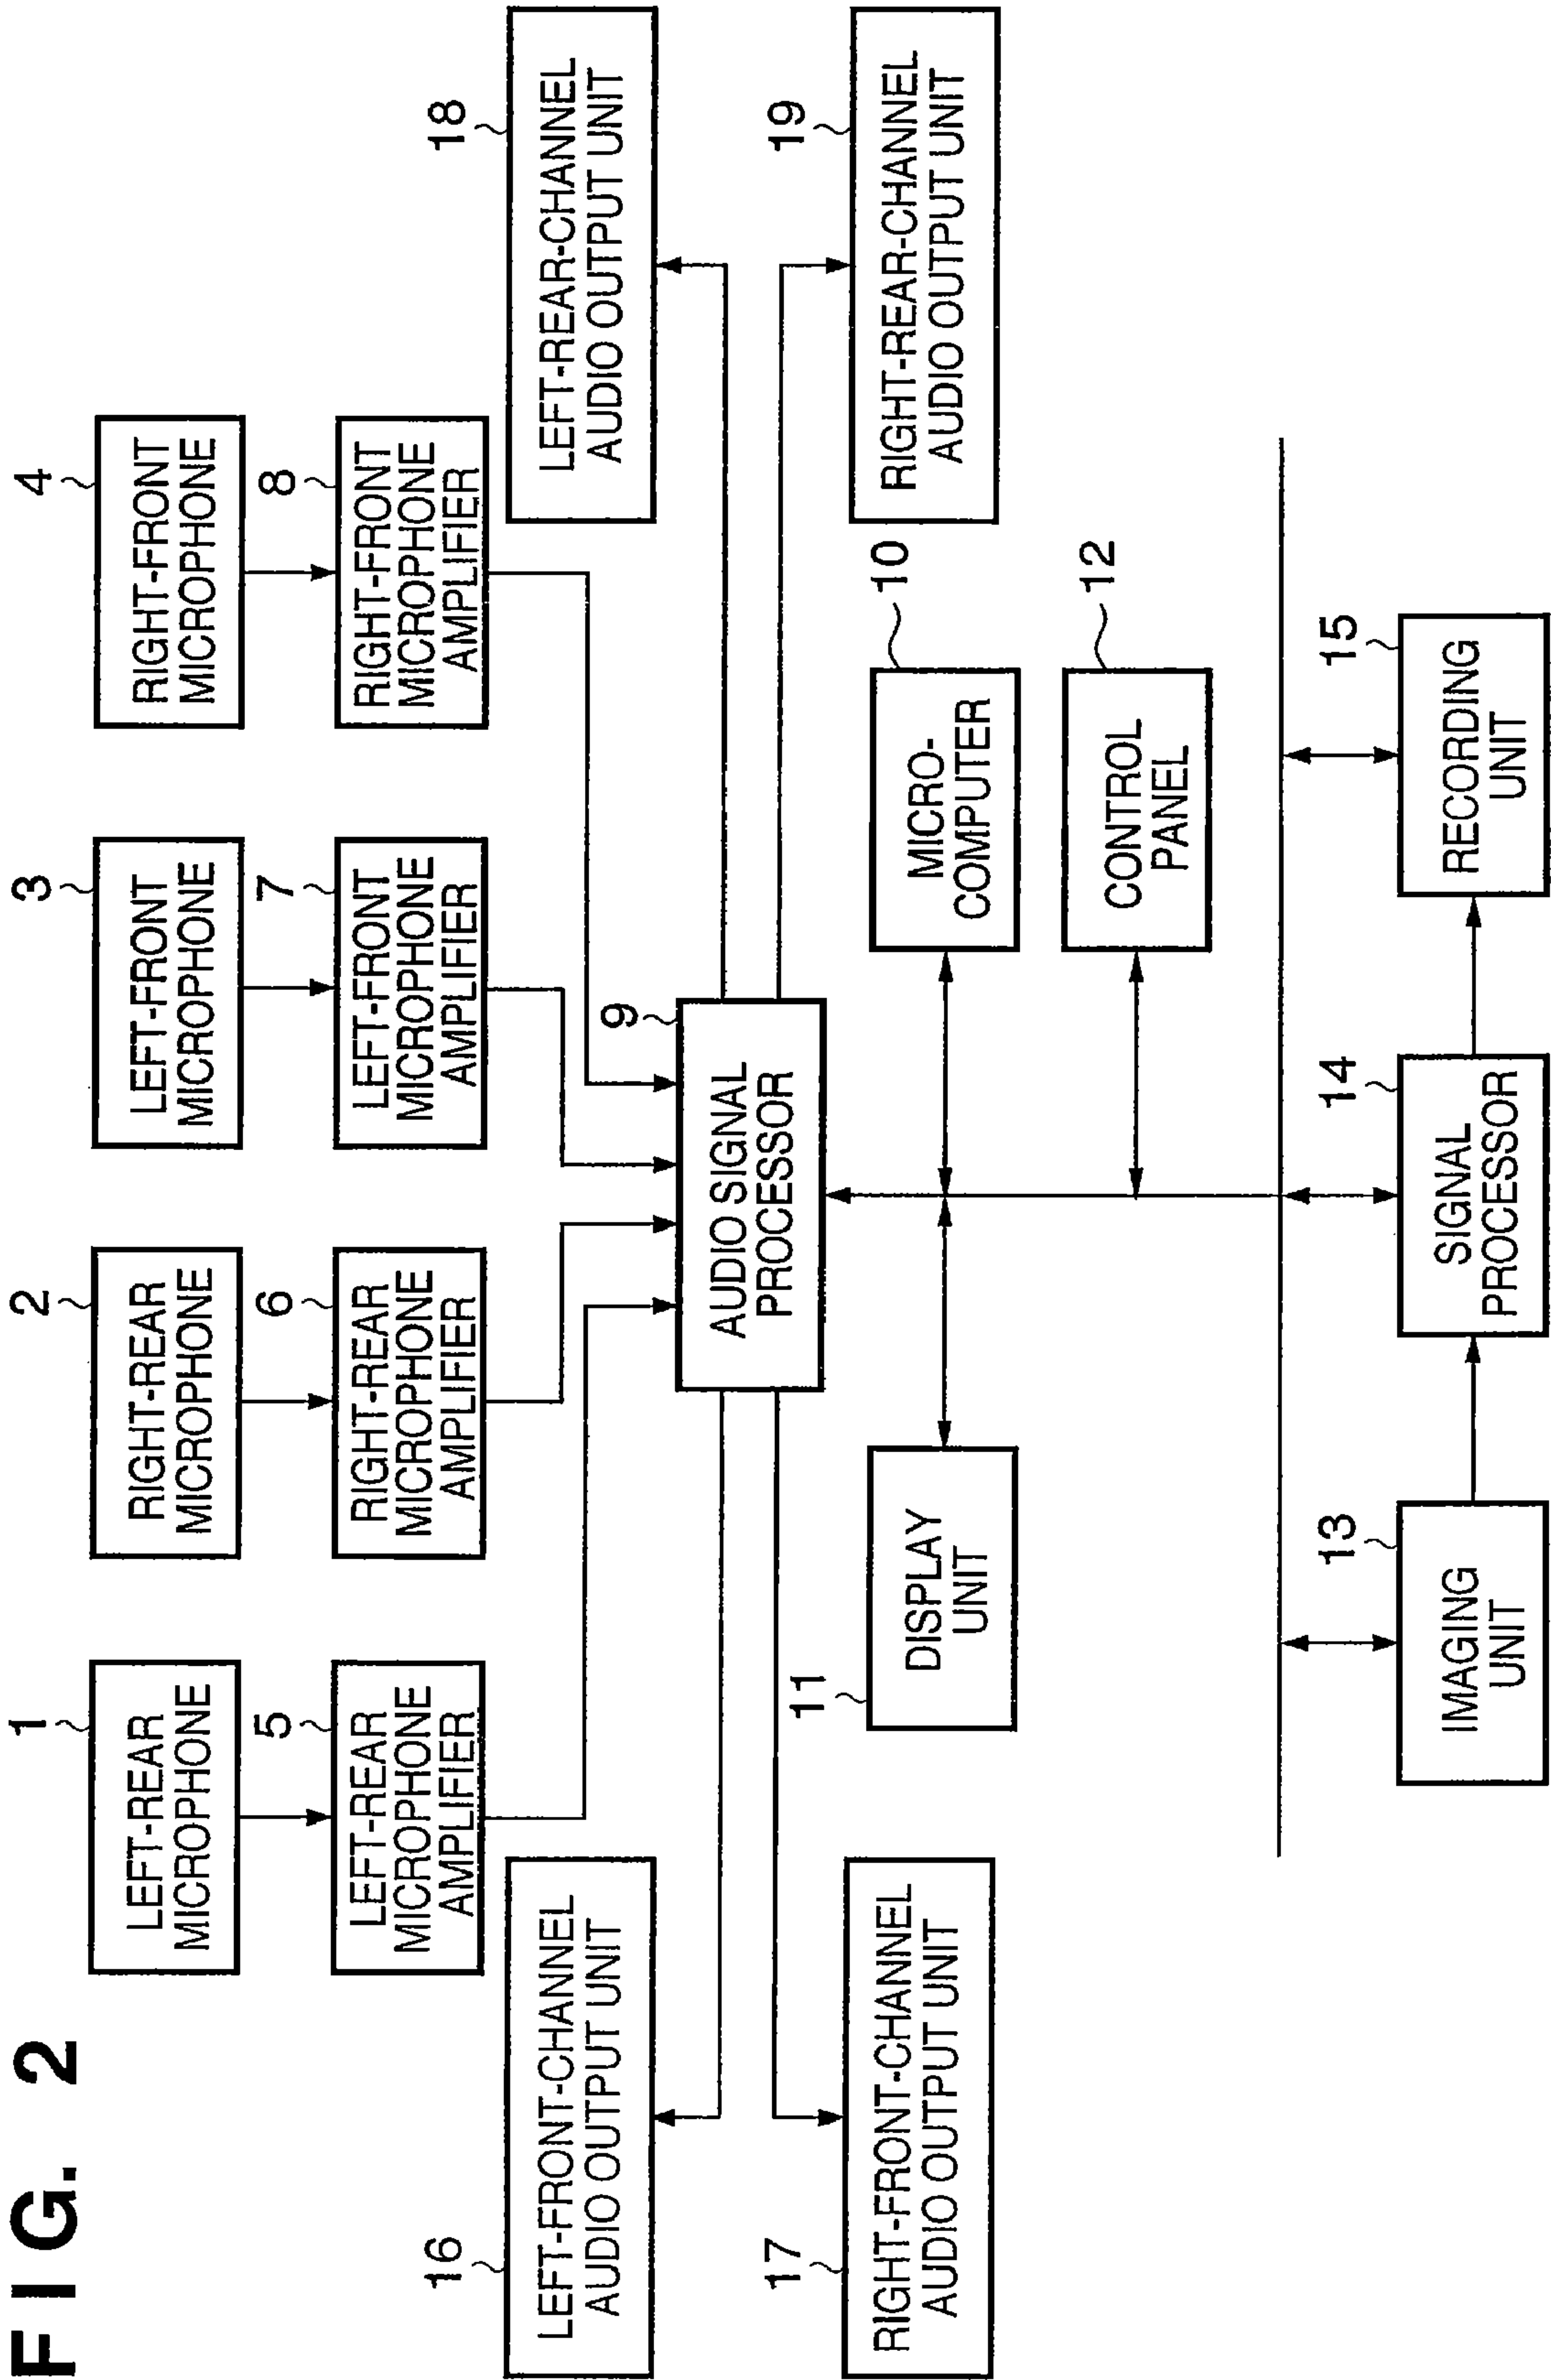 FIG. 2
1
LEFT-REAR
MICROPHONE
2
RIGHT-REAR
MICROPHONE
3
LEFT-FRONT
MICROPHONE
4
RIGHT-FRONT
MICROPHONE
5
LEFT-REAR
MICROPHONE
AMPLIFIER
6
RIGHT-REAR
MICROPHONE
AMPLIFIER
7
LEFT-FRONT
MICROPHONE
AMPLIFIER
8
RIGHT-FRONT
MICROPHONE
AMPLIFIER
16
LEFT-FRONT-CHANNEL
AUDIO OUTPUT UNIT
18
LEFT-REAR-CHANNEL
AUDIO OUTPUT UNIT
9
AUDIO SIGNAL
PROCESSOR
17
RIGHT-FRONT-CHANNEL
AUDIO OUTPUT UNIT
19
RIGHT-REAR-CHANNEL
AUDIO OUTPUT UNIT
11
DISPLAY
UNIT
10
MICRO-
COMPUTER
12
CONTROL
PANEL
13
IMAGING
UNIT
14
SIGNAL
PROCESSOR
15
RECORDING
UNIT